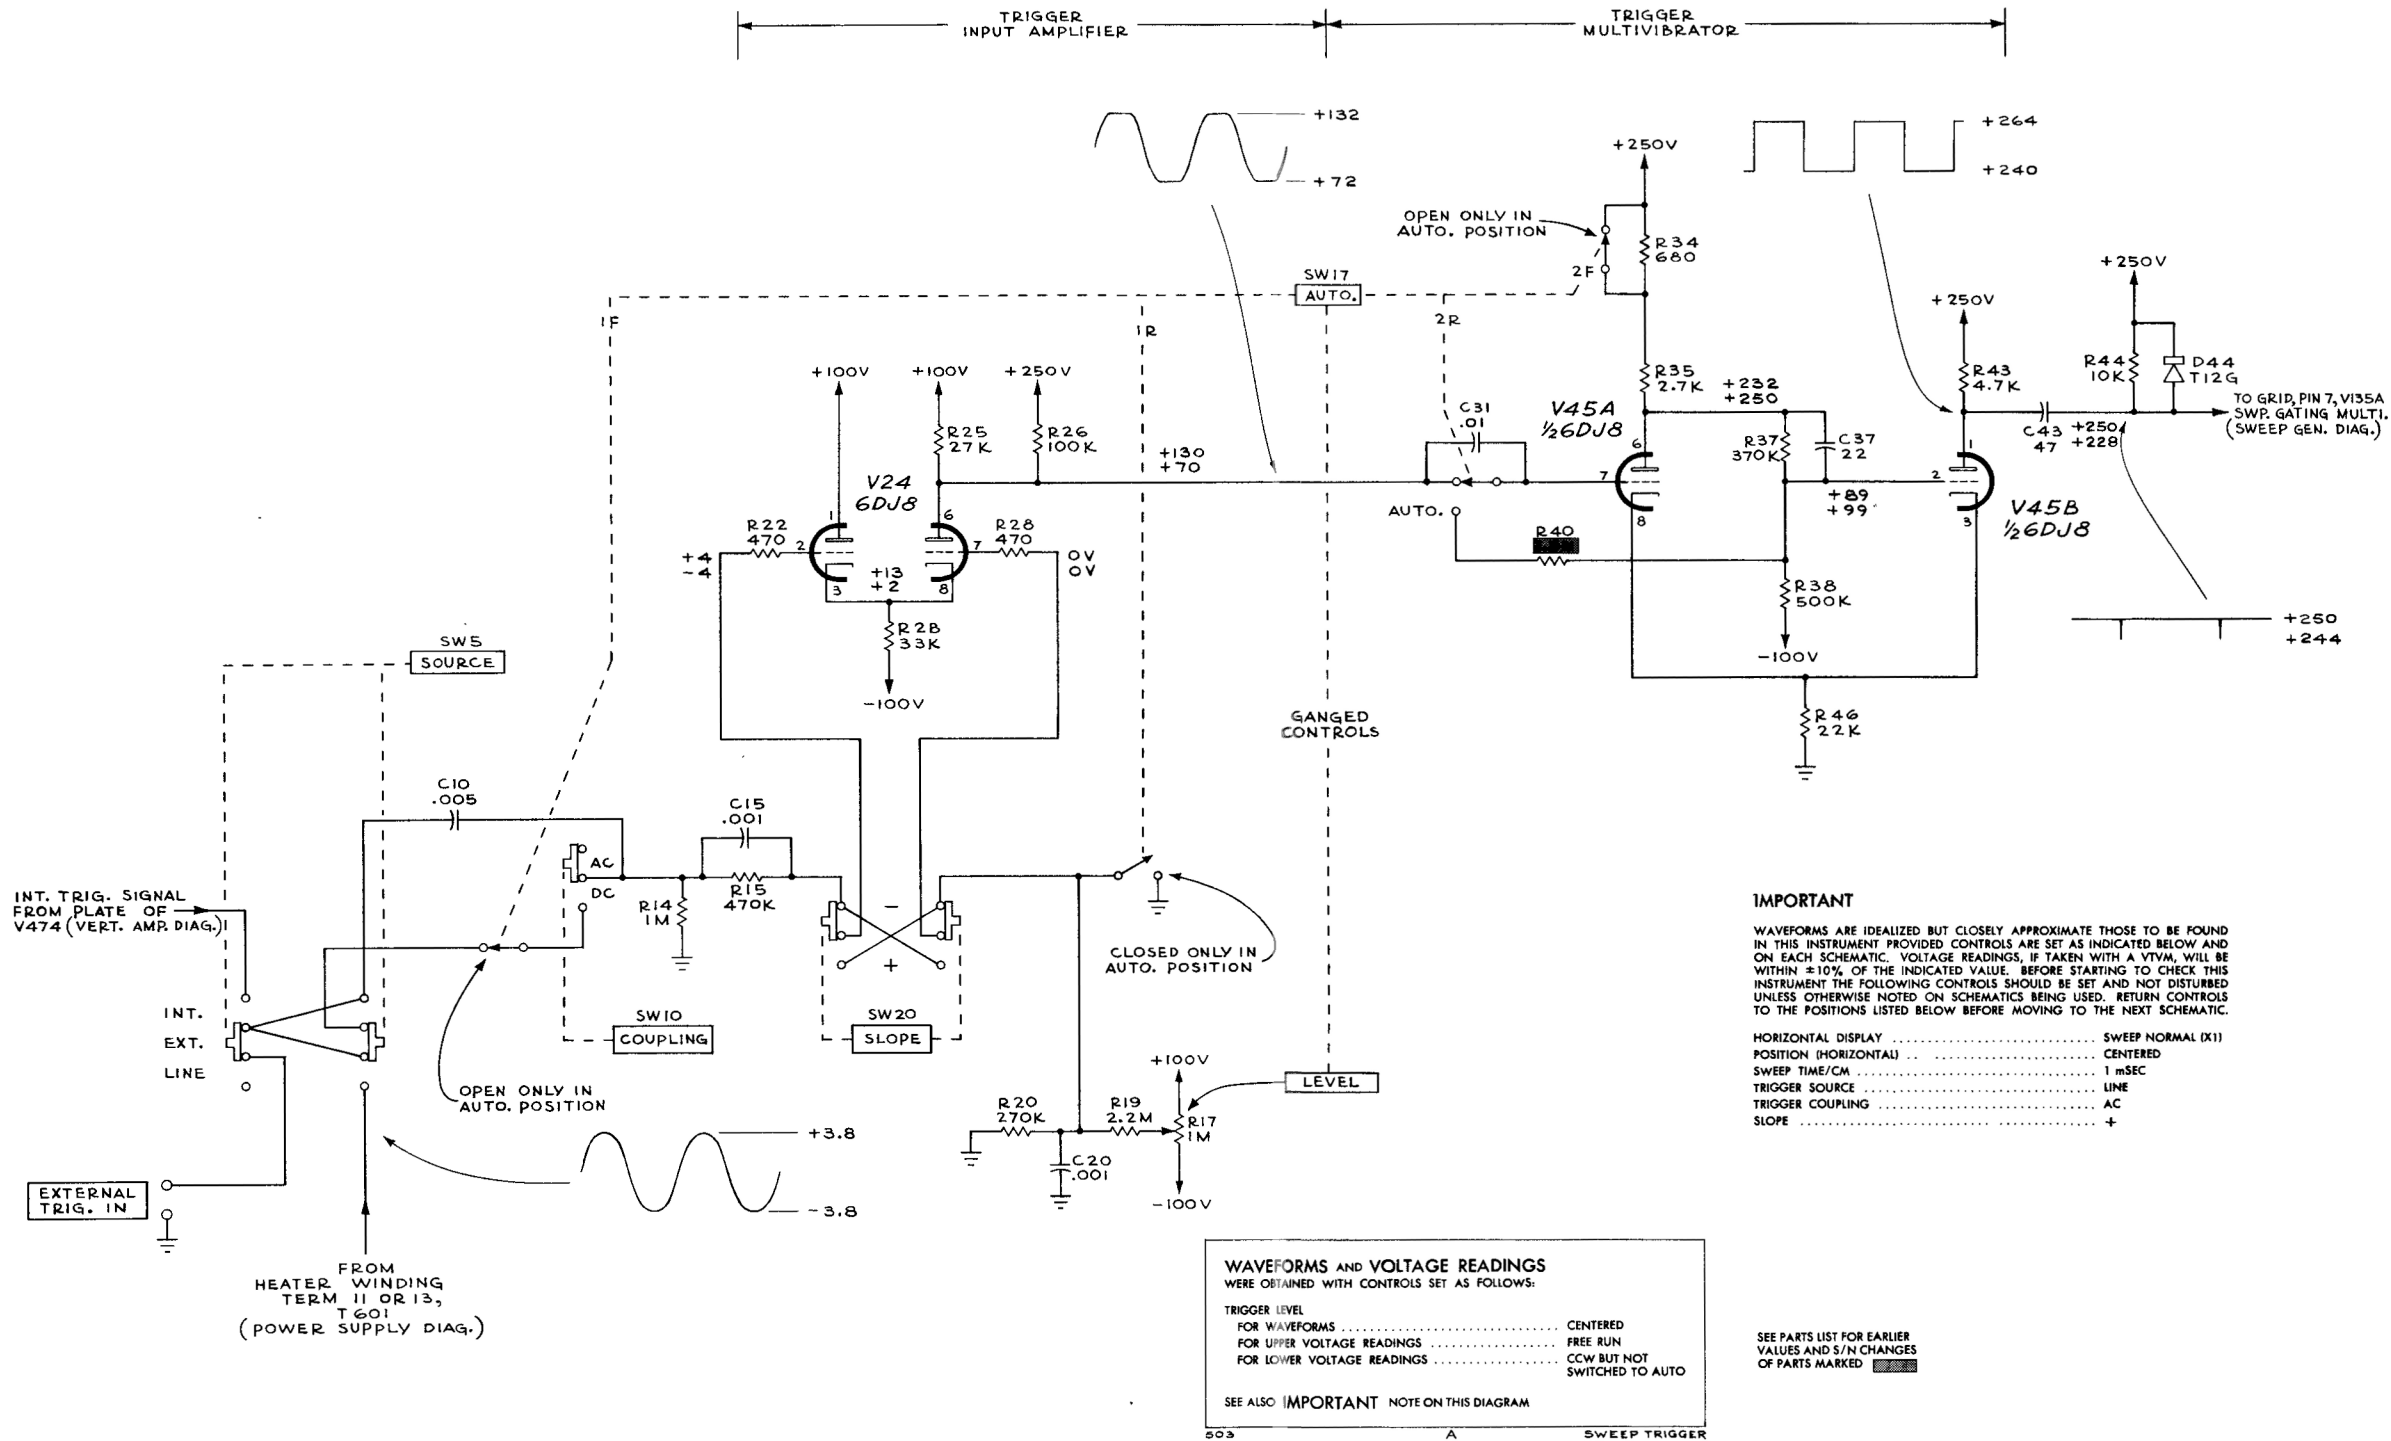 TRIGGER
INPUT AMPLIFIER
TRIGGER
MULTIVIBRATOR
+132
+72
+264
+240
+250V
OPEN ONLY IN
AUTO. POSITION
R34
680
2F
SW17
AUTO.
1F
1R
2R
+250V
+250V
R44
10K
D44
T12G
TO GRID, PIN 7, V135A
SWP. GATING MULTI.
(SWEEP GEN. DIAG.)
+100V
+100V
+250V
R25
27K
R26
100K
C31
.01
V45A
½6DJ8
R35
2.7K
+232
+250
R43
4.7K
C43
47
+250
+228
R37
370K
C37
22
+130
+70
V24
6DJ8
1
6
7
6
8
2
1
3
+89
+99
V45B
½6DJ8
AUTO.
R40
R22
470
2
+4
-4
R28
470
7
0V
0V
+13
+2
3
8
R2B
33K
-100V
R38
500K
-100V
+250
+244
R46
22K
SW5
SOURCE
GANGED
CONTROLS
C10
.005
C15
.001
R15
470K
R14
1M
AC
DC
INT. TRIG. SIGNAL
FROM PLATE OF
V474 (VERT. AMP. DIAG.)
-
+
CLOSED ONLY IN
AUTO. POSITION
INT.
EXT.
LINE
SW10
COUPLING
SW20
SLOPE
OPEN ONLY IN
AUTO. POSITION
LEVEL
+100V
R20
270K
R19
2.2M
R17
1M
C20
.001
-100V
+3.8
-3.8
EXTERNAL
TRIG. IN
FROM
HEATER WINDING
TERM 11 OR 13,
T601
(POWER SUPPLY DIAG.)
IMPORTANT
WAVEFORMS ARE IDEALIZED BUT CLOSELY APPROXIMATE THOSE TO BE FOUND
IN THIS INSTRUMENT PROVIDED CONTROLS ARE SET AS INDICATED BELOW AND
ON EACH SCHEMATIC. VOLTAGE READINGS, IF TAKEN WITH A VTVM, WILL BE
WITHIN ±10% OF THE INDICATED VALUE. BEFORE STARTING TO CHECK THIS
INSTRUMENT THE FOLLOWING CONTROLS SHOULD BE SET AND NOT DISTURBED
UNLESS OTHERWISE NOTED ON SCHEMATICS BEING USED. RETURN CONTROLS
TO THE POSITIONS LISTED BELOW BEFORE MOVING TO THE NEXT SCHEMATIC.
HORIZONTAL DISPLAY .......... SWEEP NORMAL (X1)
POSITION (HORIZONTAL) .......... CENTERED
SWEEP TIME/CM .......... 1 mSEC
TRIGGER SOURCE .......... LINE
TRIGGER COUPLING .......... AC
SLOPE .......... +
WAVEFORMS AND VOLTAGE READINGS
WERE OBTAINED WITH CONTROLS SET AS FOLLOWS:
TRIGGER LEVEL
FOR WAVEFORMS .......... CENTERED
FOR UPPER VOLTAGE READINGS .......... FREE RUN
FOR LOWER VOLTAGE READINGS .......... CCW BUT NOT
SWITCHED TO AUTO
SEE ALSO IMPORTANT NOTE ON THIS DIAGRAM
SEE PARTS LIST FOR EARLIER
VALUES AND S/N CHANGES
OF PARTS MARKED
503
A
SWEEP TRIGGER